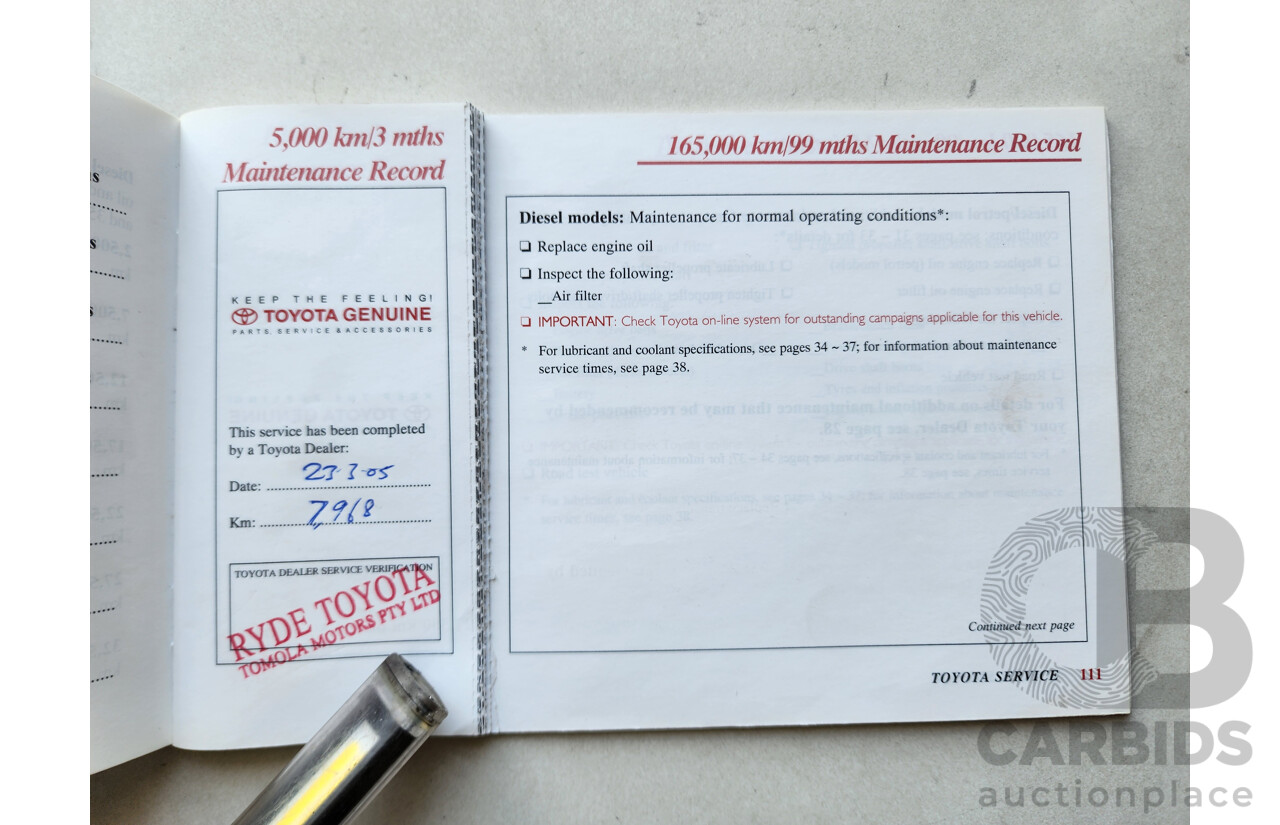 5,000 km/3 mths
Maintenance Record
KEEP THE FEELING!
TOYOTA GENUINE
PARTS, SERVICE & ACCESSORIES
This service has been completed
by a Toyota Dealer:
Date: 23·3·05
Km: 7,968
TOYOTA DEALER SERVICE VERIFICATION
RYDE TOYOTA
TOMOLA MOTORS PTY LTD
165,000 km/99 mths Maintenance Record
Diesel models: Maintenance for normal operating conditions*:
❏ Replace engine oil
❏ Inspect the following:
__Air filter
❏ IMPORTANT: Check Toyota on-line system for outstanding campaigns applicable for this vehicle.
* For lubricant and coolant specifications, see pages 34 ~ 37; for information about maintenance
service times, see page 38.
Continued next page
TOYOTA SERVICE 111
CARBIDS
auctionplace